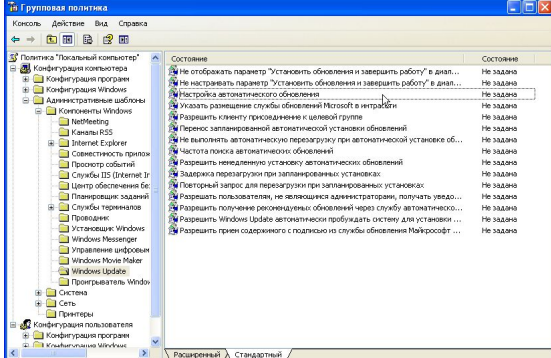 Групповая политика
Консоль Действие Вид Справка
Политика "Локальный компьютер"
Конфигурация компьютера
Конфигурация программ
Конфигурация Windows
Административные шаблоны
Компоненты Windows
NetMeeting
Каналы RSS
Internet Explorer
Совместимость прилож
Просмотр событий
Службы IIS (Internet Ir
Центр обеспечения бе:
Планировщик заданий
Службы терминалов
Проводник
Установщик Windows
Windows Messenger
Управление цифровым
Windows Movie Maker
Windows Update
Проигрыватель Window
Система
Сеть
Принтеры
Конфигурация пользователя
Конфигурация программ
Конфигурация Windows
Состояние Состояние
Не отображать параметр "Установить обновления и завершить работу" в диал... Не задана
Не настраивать параметр "Установить обновления и завершить работу" в диал... Не задана
Настройка автоматического обновления Не задана
Указать размещение службы обновлений Microsoft в интрасети Не задана
Разрешить клиенту присоединение к целевой группе Не задана
Перенос запланированной автоматической установки обновлений Не задана
Не выполнять автоматическую перезагрузку при автоматической установке об... Не задана
Частота поиска автоматических обновлений Не задана
Разрешить немедленную установку автоматических обновлений Не задана
Задержка перезагрузки при запланированных установках Не задана
Повторный запрос для перезагрузки при запланированных установках Не задана
Разрешать пользователям, не являющимся администраторами, получать уведо... Не задана
Разрешить получение рекомендуемых обновлений через службу автоматическо... Не задана
Разрешить Windows Update автоматически пробуждать систему для установки ... Не задана
Разрешить прием содержимого с подписью из службы обновления Майкрософт ... Не задана
Расширенный Стандартный